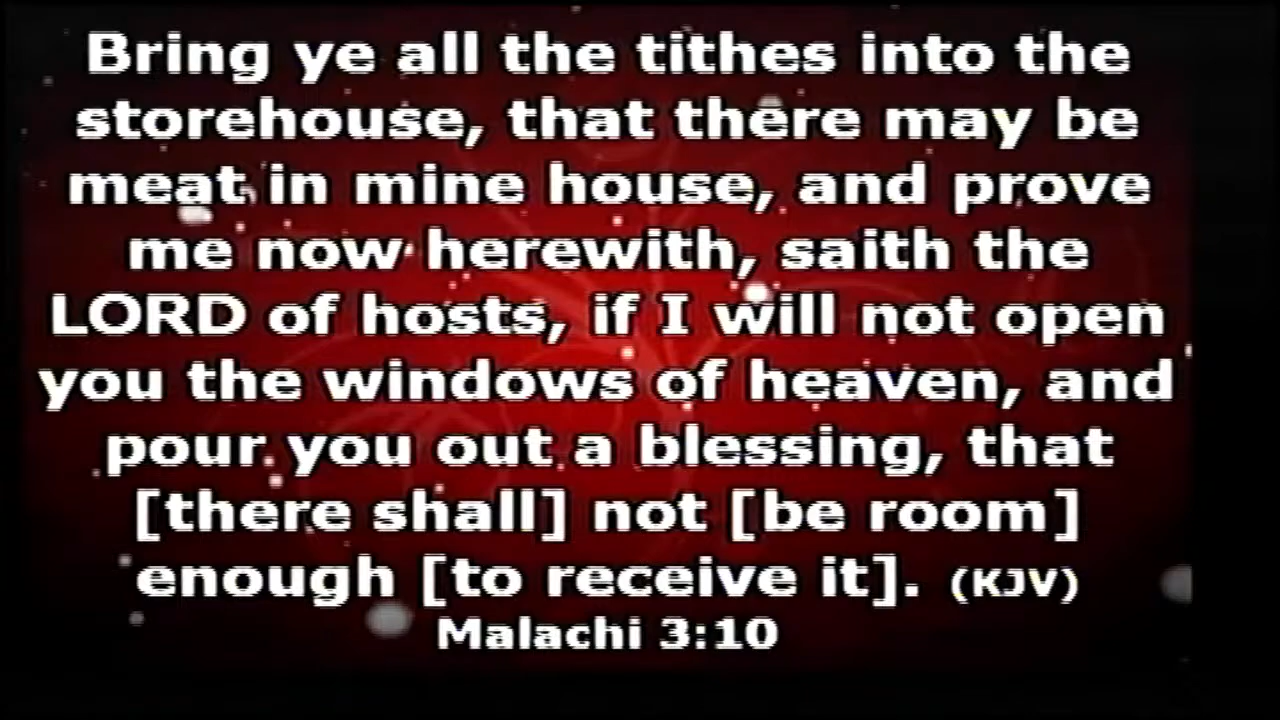 Bring ye all the tithes into the
storehouse, that there may be
meat in mine house, and prove
me now herewith, saith the
LORD of hosts, if I will not open
you the windows of heaven, and
pour you out a blessing, that
[there shall] not [be room]
enough [to receive it]. (KJV)
Malachi 3:10